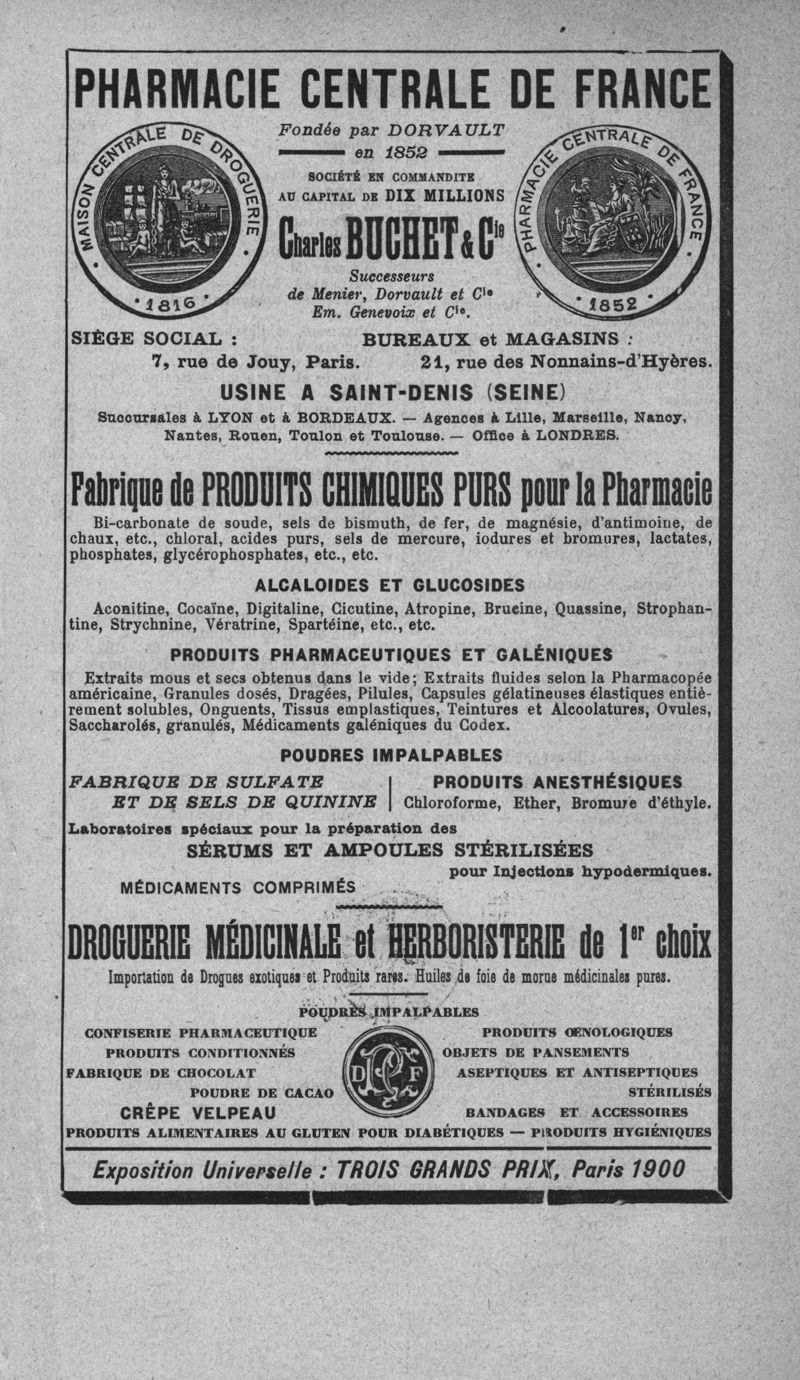 PHARMACIE CENTRALE DE FRANCE
MAISON CENTRALE DE DROGUERIE
• 1816 •
Fondée par DORVAULT
en 1852
SOCIÉTÉ EN COMMANDITE
AU CAPITAL DE DIX MILLIONS
Charles BUCHET & Cie
Successeurs
de Menier, Dorvault et Cie
Em. Genevoix et Cie.
PHARMACIE CENTRALE DE FRANCE
• 1852 •
SIÈGE SOCIAL :
7, rue de Jouy, Paris.
BUREAUX et MAGASINS :
21, rue des Nonnains-d'Hyères.
USINE A SAINT-DENIS (SEINE)
Succursales à LYON et à BORDEAUX. — Agences à Lille, Marseille, Nancy,
Nantes, Rouen, Toulon et Toulouse. — Office à LONDRES.
Fabrique de PRODUITS CHIMIQUES PURS pour la Pharmacie
Bi-carbonate de soude, sels de bismuth, de fer, de magnésie, d'antimoine, de
chaux, etc., chloral, acides purs, sels de mercure, iodures et bromures, lactates,
phosphates, glycérophosphates, etc., etc.
ALCALOIDES ET GLUCOSIDES
Aconitine, Cocaïne, Digitaline, Cicutine, Atropine, Brucine, Quassine, Strophan-
tine, Strychnine, Vératrine, Spartéine, etc., etc.
PRODUITS PHARMACEUTIQUES ET GALÉNIQUES
Extraits mous et secs obtenus dans le vide; Extraits fluides selon la Pharmacopée
américaine, Granules dosés, Dragées, Pilules, Capsules gélatineuses élastiques entiè-
rement solubles, Onguents, Tissus emplastiques, Teintures et Alcoolatures, Ovules,
Saccharolés, granulés, Médicaments galéniques du Codex.
POUDRES IMPALPABLES
FABRIQUE DE SULFATE
ET DE SELS DE QUININE
PRODUITS ANESTHÉSIQUES
Chloroforme, Ether, Bromure d'éthyle.
Laboratoires spéciaux pour la préparation des
SÉRUMS ET AMPOULES STÉRILISÉES
pour Injections hypodermiques.
MÉDICAMENTS COMPRIMÉS
DROGUERIE MÉDICINALE et HERBORISTERIE de 1er choix
Importation de Drogues exotiques et Produits rares. Huiles de foie de morue médicinales pures.
POUDRES IMPALPABLES
CONFISERIE PHARMACEUTIQUE
PRODUITS CONDITIONNÉS
FABRIQUE DE CHOCOLAT
POUDRE DE CACAO
CRÊPE VELPEAU
D PC F
PRODUITS ŒNOLOGIQUES
OBJETS DE PANSEMENTS
ASEPTIQUES ET ANTISEPTIQUES
STÉRILISÉS
BANDAGES ET ACCESSOIRES
PRODUITS ALIMENTAIRES AU GLUTEN POUR DIABÉTIQUES — PRODUITS HYGIÉNIQUES
Exposition Universelle : TROIS GRANDS PRIX, Paris 1900